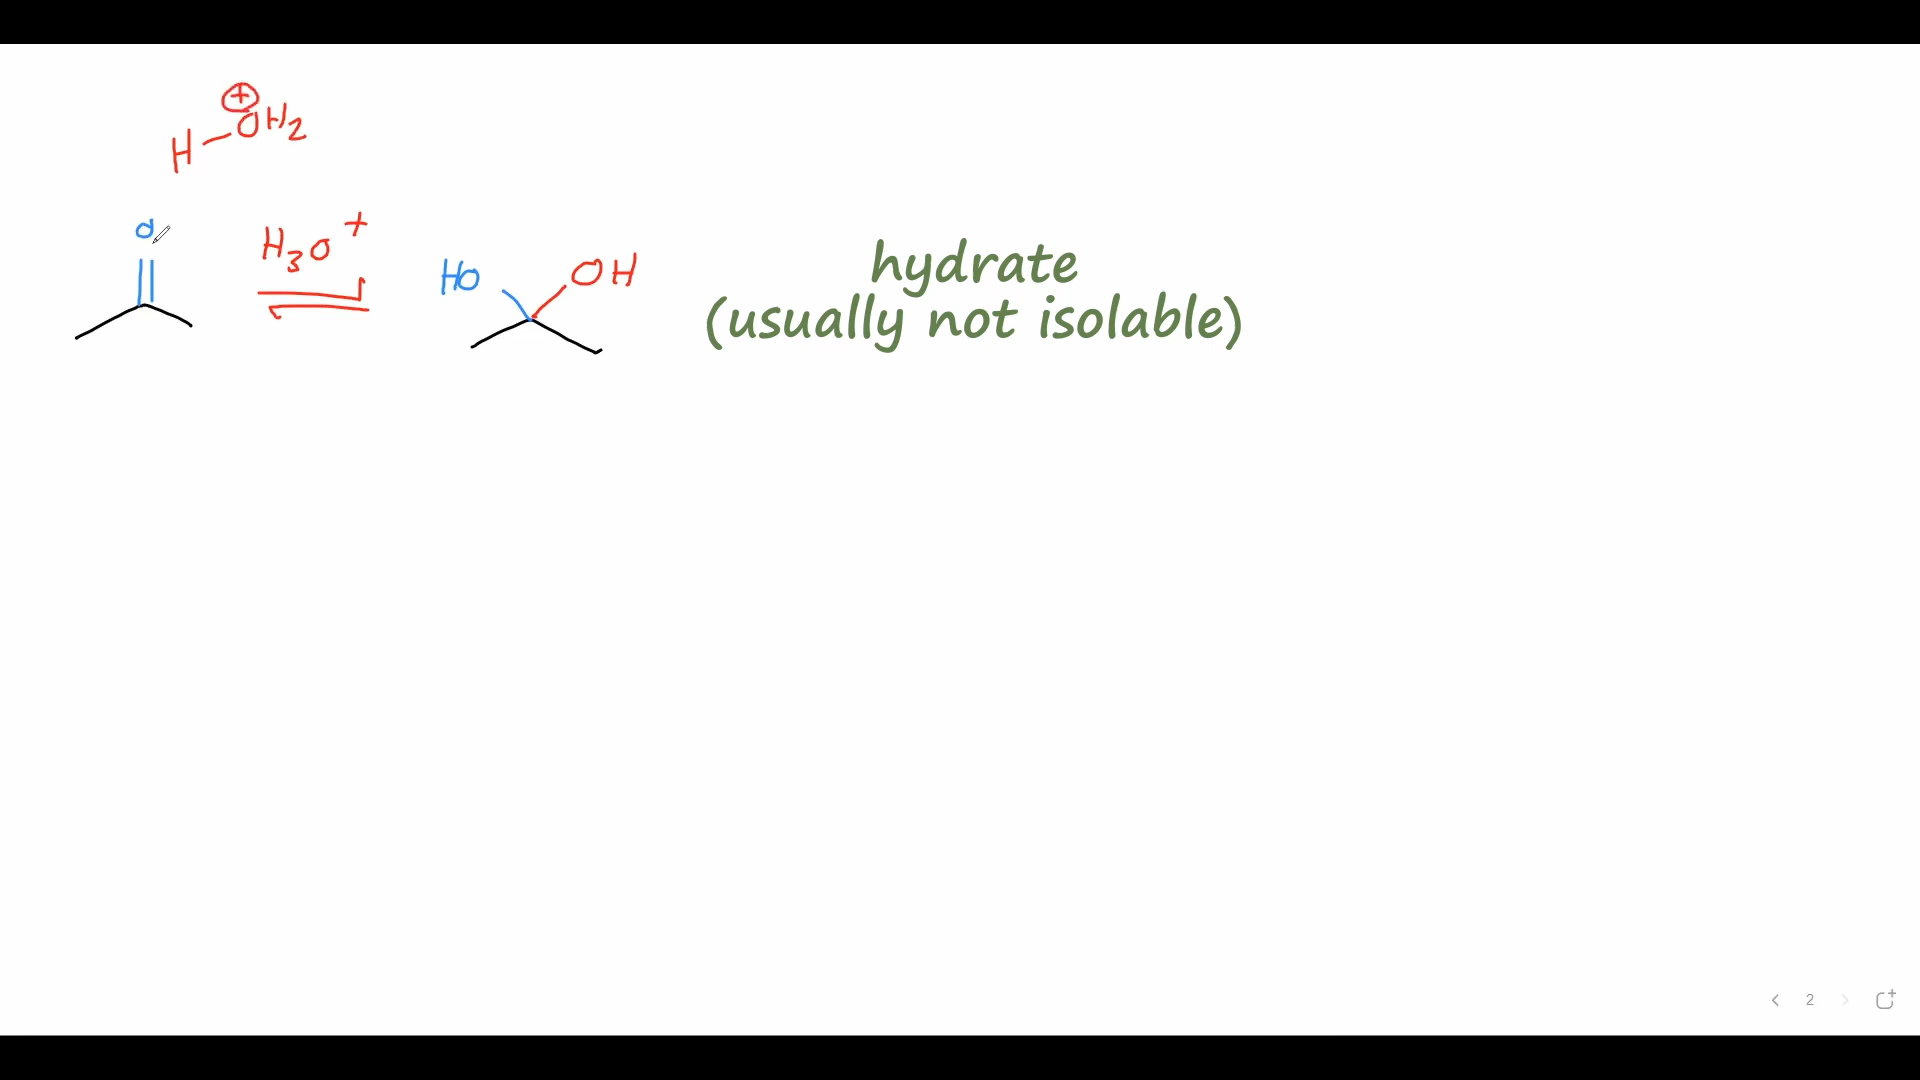 H–OH2 ⊕
O
H3O +
HO OH
hydrate
(usually not isolable)
2